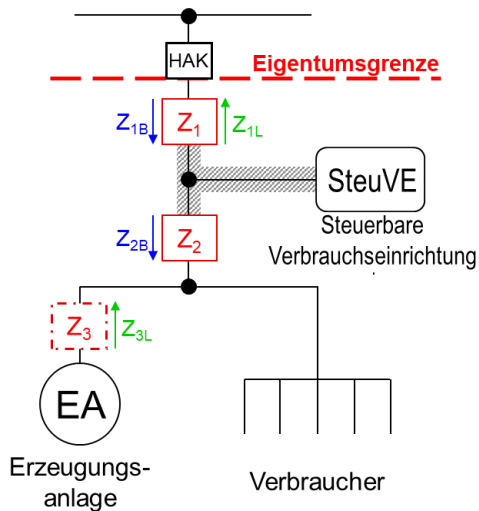 HAK
Eigentumsgrenze
Z1B
Z1
Z1L
SteuVE
Steuerbare
Verbrauchseinrichtung
Z2B
Z2
Z3
Z3L
EA
Erzeugungs-
anlage
Verbraucher